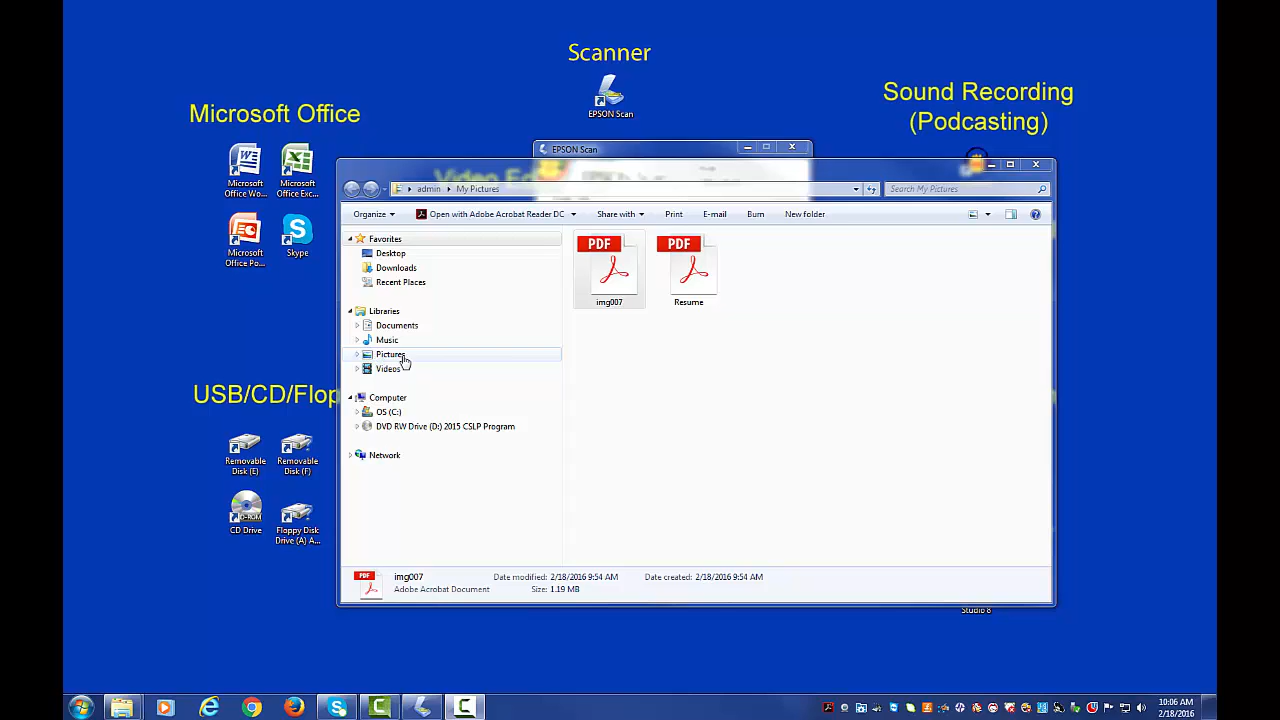 Scanner
EPSON Scan
Microsoft Office
Microsoft
Office Wo...
Microsoft
Office Exc...
Microsoft
Office Po...
Skype
Sound Recording
(Podcasting)
EPSON Scan
admin
My Pictures
Search My Pictures
Organize
Open with Adobe Acrobat Reader DC
Share with
Print
E-mail
Burn
New folder
Favorites
Desktop
Downloads
Recent Places
Libraries
Documents
Music
Pictures
Videos
Computer
OS (C:)
DVD RW Drive (D:) 2015 CSLP Program
Network
PDF
img007
PDF
Resume
USB/CD/Flop
Removable
Disk (E)
Removable
Disk (F)
CD-ROM
CD Drive
Floppy Disk
Drive (A) A...
PDF
img007
Adobe Acrobat Document
Date modified: 2/18/2016 9:54 AM
Size: 1.19 MB
Date created: 2/18/2016 9:54 AM
Studio 8
10:06 AM
2/18/2016